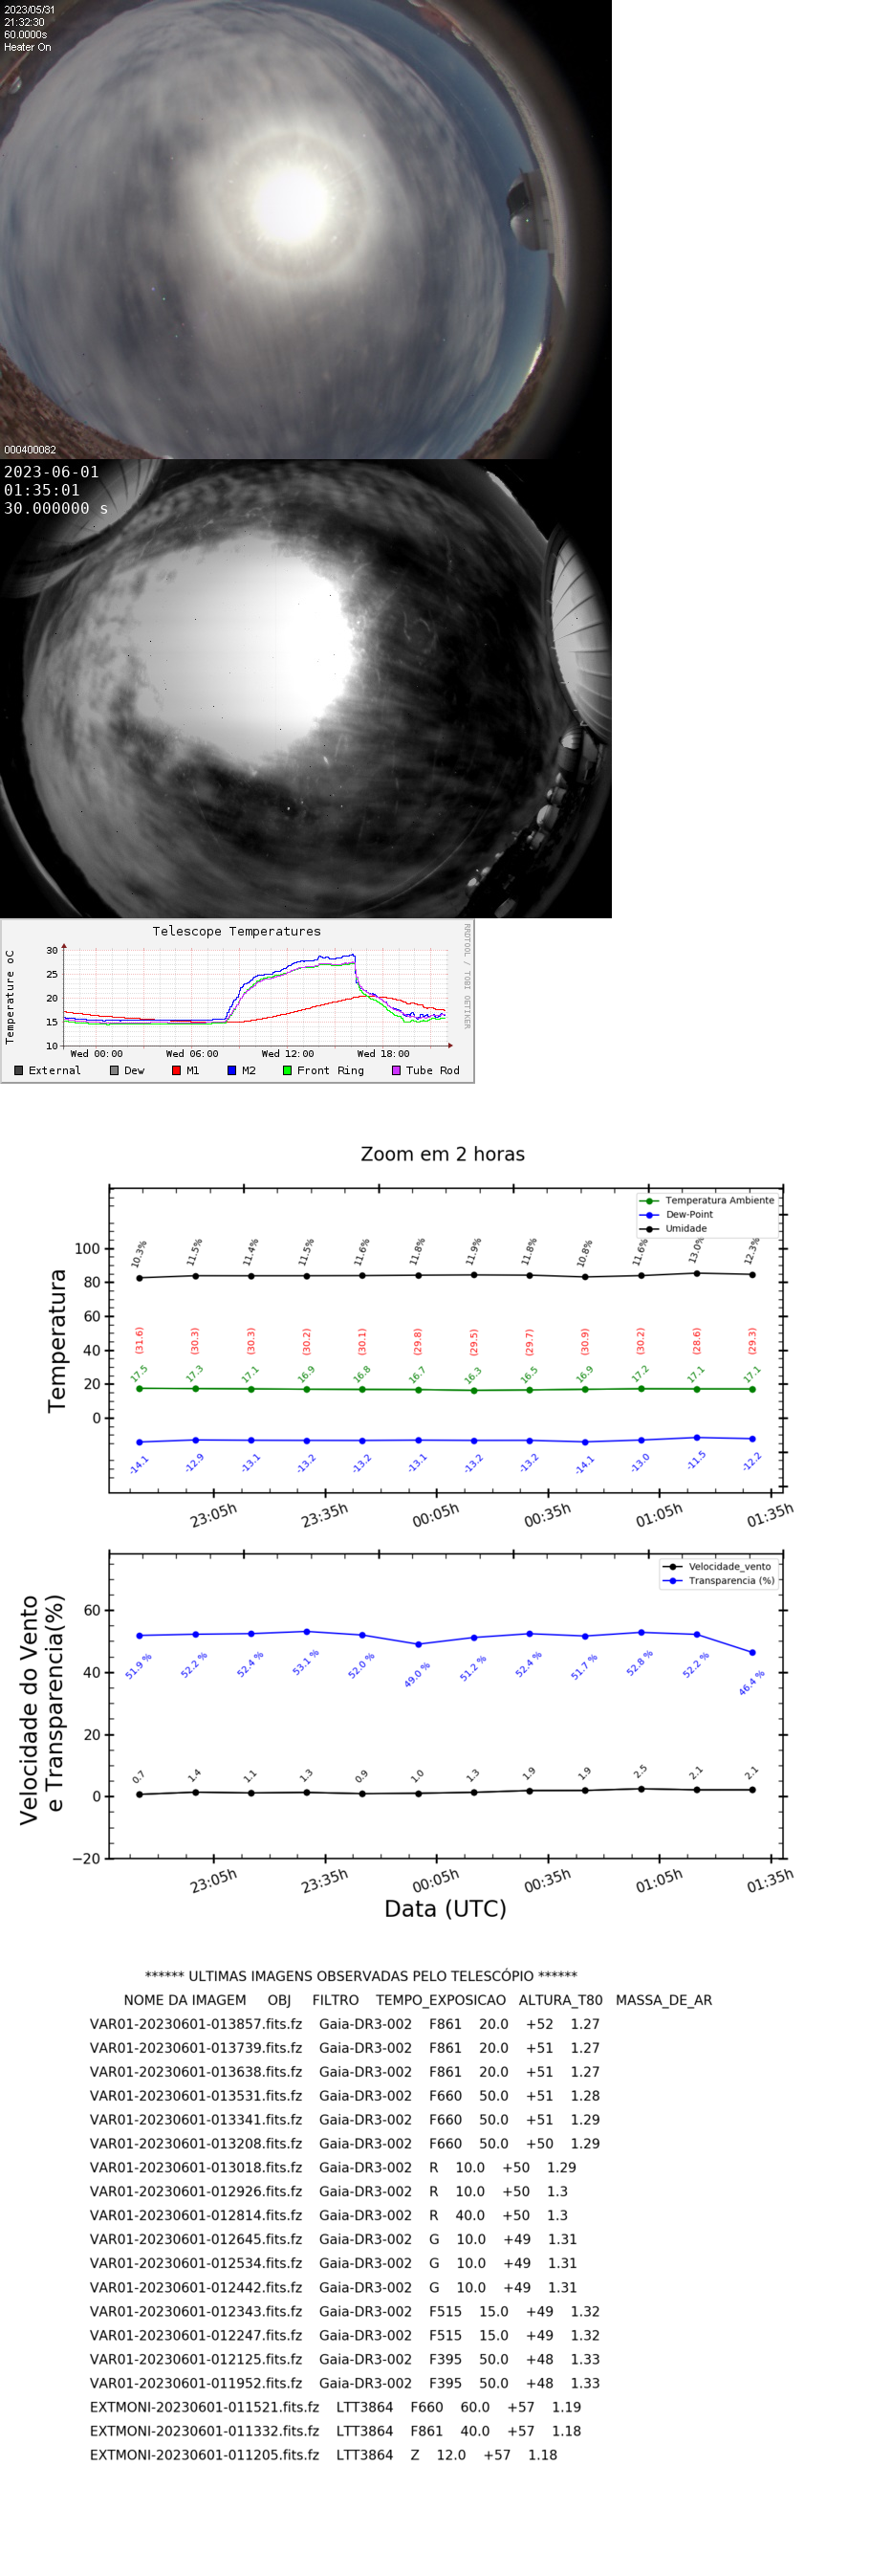 2023/05/31
21:32:30
60.0000s
Heater On
000400082
2023-06-01
01:35:01
30.000000 s
Telescope Temperatures
RRDTOOL / TOBI OETIKER
Temperature oC
30
25
20
15
10
Wed 00:00 Wed 06:00 Wed 12:00 Wed 18:00
External Dew M1 M2 Front Ring Tube Rod
Zoom em 2 horas
Temperatura Ambiente
Dew-Point
Umidade
Temperatura
100
80
60
40
20
0
10.3% 11.5% 11.4% 11.5% 11.6% 11.8% 11.9% 11.8% 10.8% 11.6% 13.0% 12.3%
(31.6) (30.3) (30.3) (30.2) (30.1) (29.8) (29.5) (29.7) (30.9) (30.2) (28.6) (29.3)
17.5 17.3 17.1 16.9 16.8 16.7 16.3 16.5 16.9 17.2 17.1 17.1
-14.1 -12.9 -13.1 -13.2 -13.2 -13.1 -13.2 -13.2 -14.1 -13.0 -11.5 -12.2
23:05h 23:35h 00:05h 00:35h 01:05h 01:35h
Velocidade_vento
Transparencia (%)
Velocidade do Vento
e Transparencia(%)
60
40
20
0
−20
51.9 % 52.2 % 52.4 % 53.1 % 52.0 % 49.0 % 51.2 % 52.4 % 51.7 % 52.8 % 52.2 % 46.4 %
0.7 1.4 1.1 1.3 0.9 1.0 1.3 1.9 1.9 2.5 2.1 2.1
23:05h 23:35h 00:05h 00:35h 01:05h 01:35h
Data (UTC)
****** ULTIMAS IMAGENS OBSERVADAS PELO TELESCÓPIO ******
NOME DA IMAGEM OBJ FILTRO TEMPO_EXPOSICAO ALTURA_T80 MASSA_DE_AR
VAR01-20230601-013857.fits.fz Gaia-DR3-002 F861 20.0 +52 1.27
VAR01-20230601-013739.fits.fz Gaia-DR3-002 F861 20.0 +51 1.27
VAR01-20230601-013638.fits.fz Gaia-DR3-002 F861 20.0 +51 1.27
VAR01-20230601-013531.fits.fz Gaia-DR3-002 F660 50.0 +51 1.28
VAR01-20230601-013341.fits.fz Gaia-DR3-002 F660 50.0 +51 1.29
VAR01-20230601-013208.fits.fz Gaia-DR3-002 F660 50.0 +50 1.29
VAR01-20230601-013018.fits.fz Gaia-DR3-002 R 10.0 +50 1.29
VAR01-20230601-012926.fits.fz Gaia-DR3-002 R 10.0 +50 1.3
VAR01-20230601-012814.fits.fz Gaia-DR3-002 R 40.0 +50 1.3
VAR01-20230601-012645.fits.fz Gaia-DR3-002 G 10.0 +49 1.31
VAR01-20230601-012534.fits.fz Gaia-DR3-002 G 10.0 +49 1.31
VAR01-20230601-012442.fits.fz Gaia-DR3-002 G 10.0 +49 1.31
VAR01-20230601-012343.fits.fz Gaia-DR3-002 F515 15.0 +49 1.32
VAR01-20230601-012247.fits.fz Gaia-DR3-002 F515 15.0 +49 1.32
VAR01-20230601-012125.fits.fz Gaia-DR3-002 F395 50.0 +48 1.33
VAR01-20230601-011952.fits.fz Gaia-DR3-002 F395 50.0 +48 1.33
EXTMONI-20230601-011521.fits.fz LTT3864 F660 60.0 +57 1.19
EXTMONI-20230601-011332.fits.fz LTT3864 F861 40.0 +57 1.18
EXTMONI-20230601-011205.fits.fz LTT3864 Z 12.0 +57 1.18